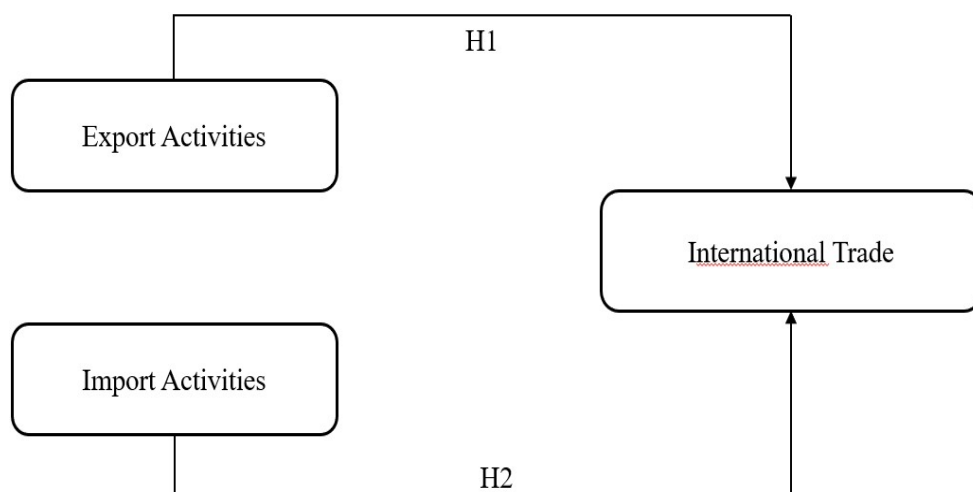 H1
Export Activities
International Trade
Import Activities
H2